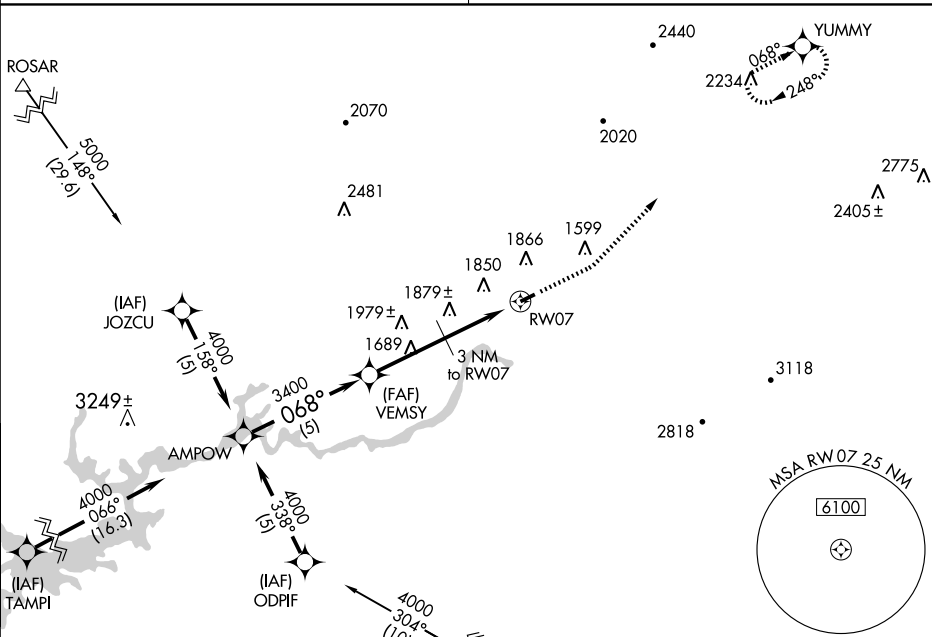 2440
YUMMY
068°
2234
248°
ROSAR
2070
2020
5000
148°
(29.6)
2775
2481
2405±
1599
1866
1850
(IAF)
JOZCU
1879±
1979±
RW07
4000
158°
(5)
1689
3 NM
to RW07
3118
3400
068°
(5)
(FAF)
VEMSY
3249±
2818
AMPOW
MSA RW07 25 NM
4000
066°
(16.3)
4000
338°
(5)
6100
(IAF)
TAMPI
(IAF)
ODPIF
4000
304°